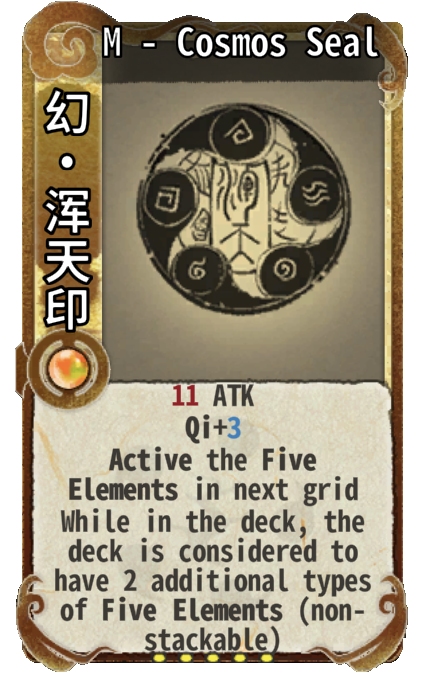 M - Cosmos Seal
幻·浑天印
11 ATK
Qi+3
Active the Five
Elements in next grid
While in the deck, the
deck is considered to
have 2 additional types
of Five Elements (non-
stackable)